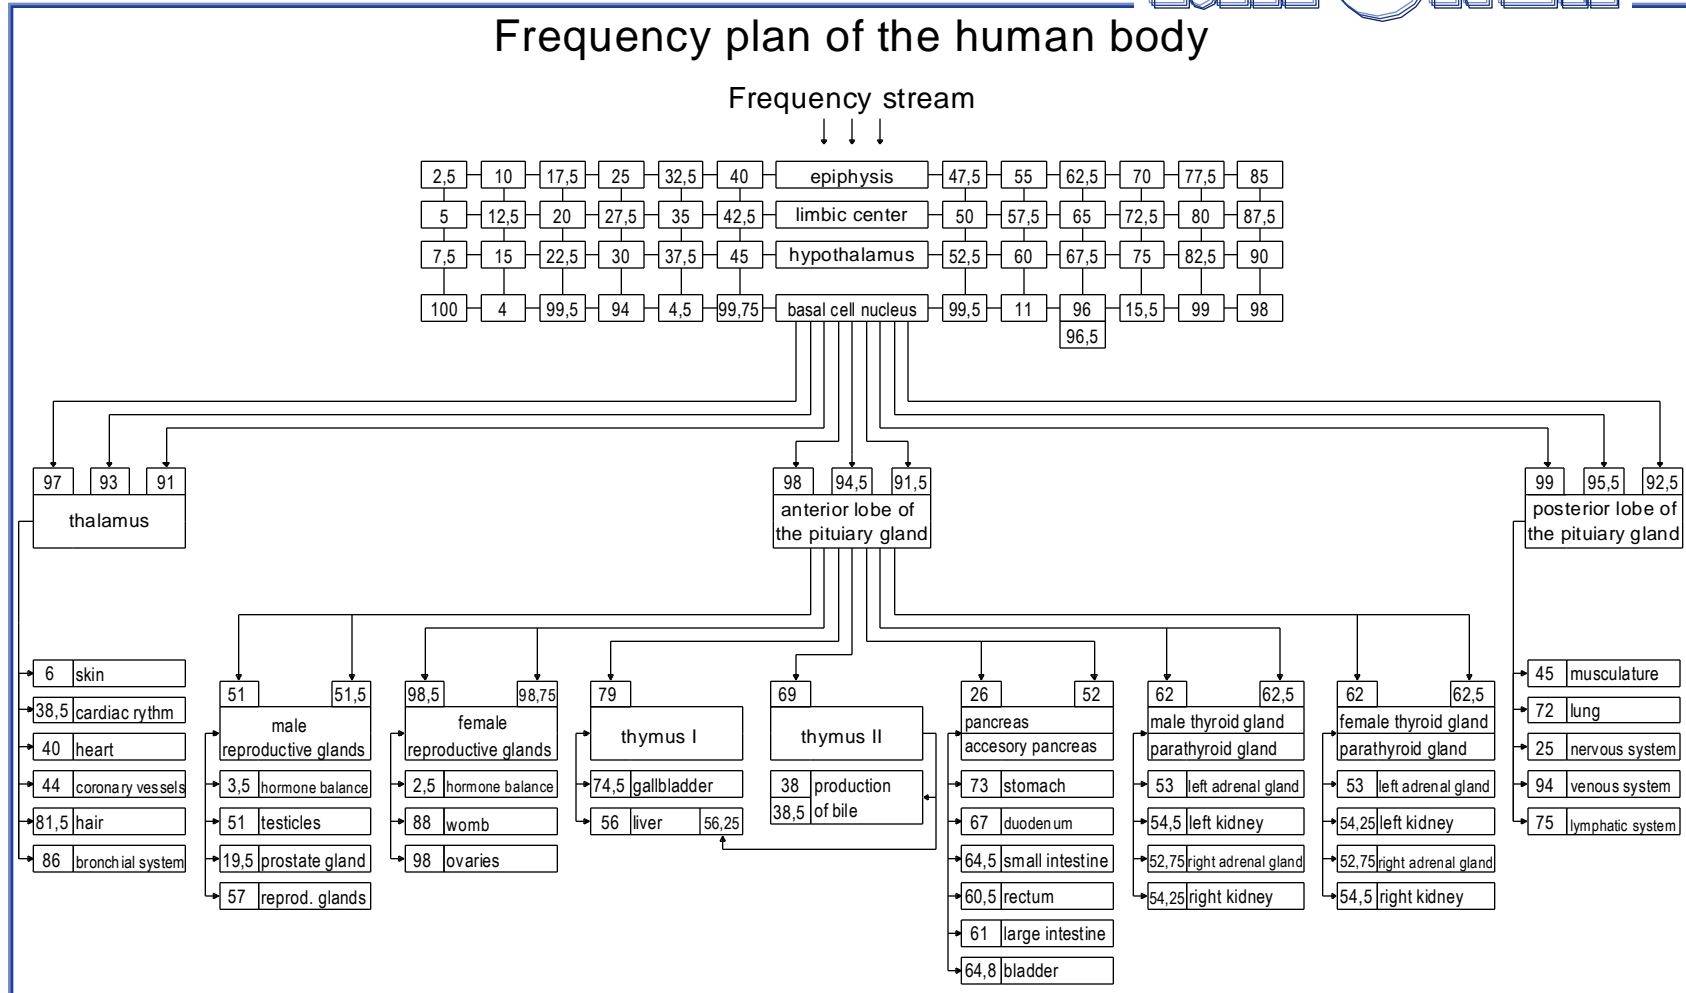 Frequency plan of the human body
Frequency stream
2,5 10 17,5 25 32,5 40 epiphysis 47,5 55 62,5 70 77,5 85
5 12,5 20 27,5 35 42,5 limbic center 50 57,5 65 72,5 80 87,5
7,5 15 22,5 30 37,5 45 hypothalamus 52,5 60 67,5 75 82,5 90
100 4 99,5 94 4,5 99,75 basal cell nucleus 99,5 11 96 15,5 99 98
96,5
97 93 91
thalamus
98 94,5 91,5
anterior lobe of
the pituiary gland
99 95,5 92,5
posterior lobe of
the pituiary gland
6 skin
38,5 cardiac rythm
40 heart
44 coronary vessels
81,5 hair
86 bronchial system
51 51,5
male
reproductive glands
3,5 hormone balance
51 testicles
19,5 prostate gland
57 reprod. glands
98,5 98,75
female
reproductive glands
2,5 hormone balance
88 womb
98 ovaries
79
thymus I
74,5 gallbladder
56 liver 56,25
69
thymus II
38 production
38,5 of bile
26 52
pancreas
accesory pancreas
73 stomach
67 duodenum
64,5 small intestine
60,5 rectum
61 large intestine
64,8 bladder
62 62,5
male thyroid gland
parathyroid gland
53 left adrenal gland
54,5 left kidney
52,75 right adrenal gland
54,25 right kidney
62 62,5
female thyroid gland
parathyroid gland
53 left adrenal gland
54,25 left kidney
52,75 right adrenal gland
54,5 right kidney
45 musculature
72 lung
25 nervous system
94 venous system
75 lymphatic system